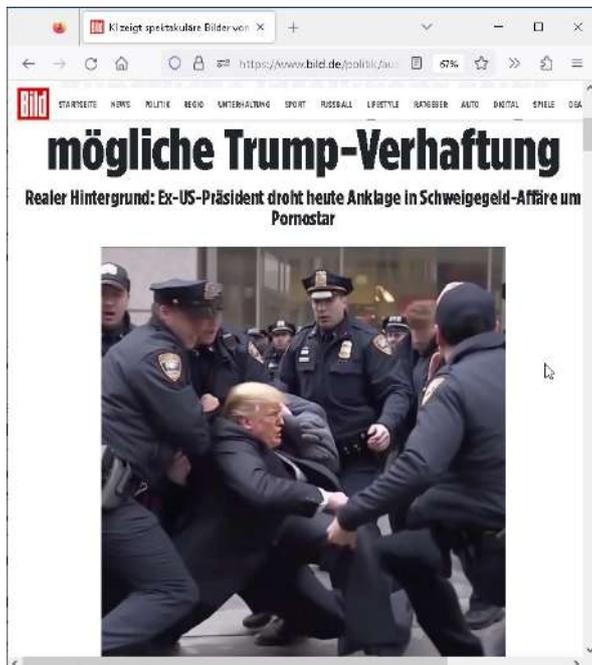 KI zeigt spektakuläre Bilder von
https://www.bild.de/politik/au
67%
Bild
STARTSEITE NEWS POLITIK REGIO UNTERHALTUNG SPORT FUSSBALL LIFESTYLE RATGEBER AUTO DIGITAL SPIELE
mögliche Trump-Verhaftung
Realer Hintergrund: Ex-US-Präsident droht heute Anklage in Schweigegeld-Affäre um
Pornostar